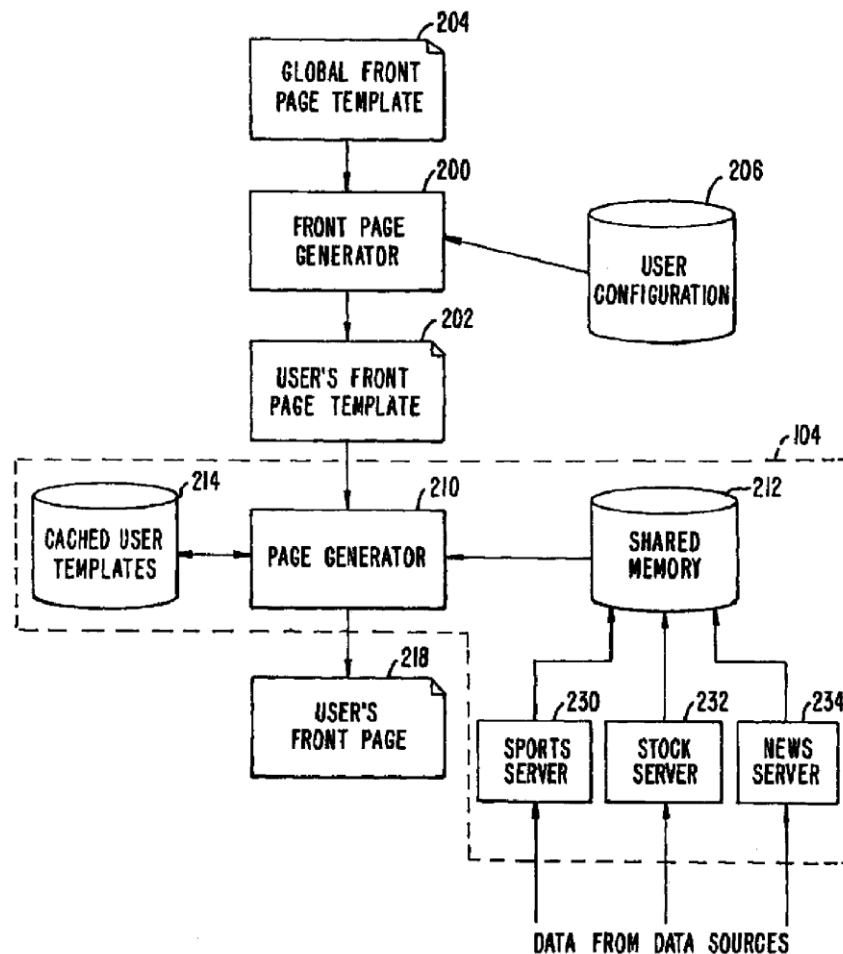 204
GLOBAL FRONT
PAGE TEMPLATE
200
FRONT PAGE
GENERATOR
206
USER
CONFIGURATION
202
USER'S FRONT
PAGE TEMPLATE
104
214
CACHED USER
TEMPLATES
210
PAGE GENERATOR
212
SHARED
MEMORY
218
USER'S
FRONT PAGE
230
SPORTS
SERVER
232
STOCK
SERVER
234
NEWS
SERVER
DATA FROM DATA SOURCES